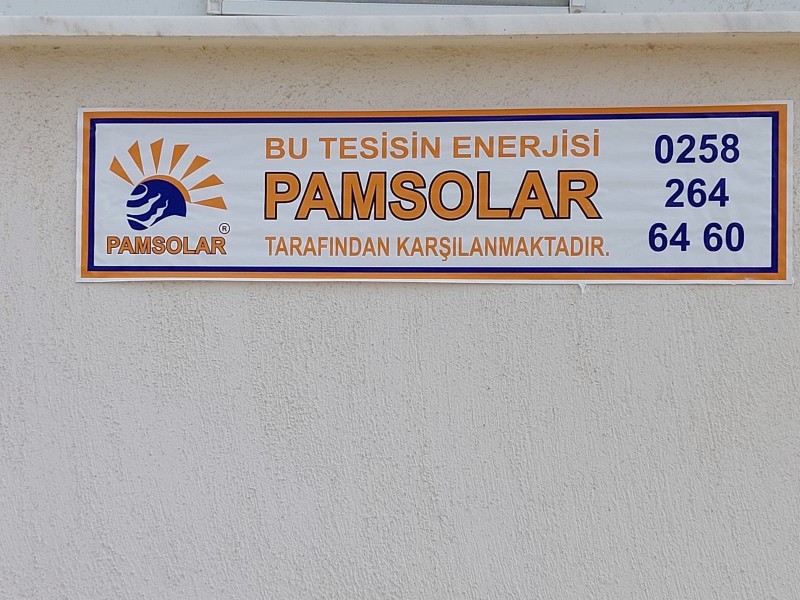 PAMSOLAR ®
BU TESİSİN ENERJİSİ
PAMSOLAR
TARAFINDAN KARŞILANMAKTADIR.
0258
264
64 60